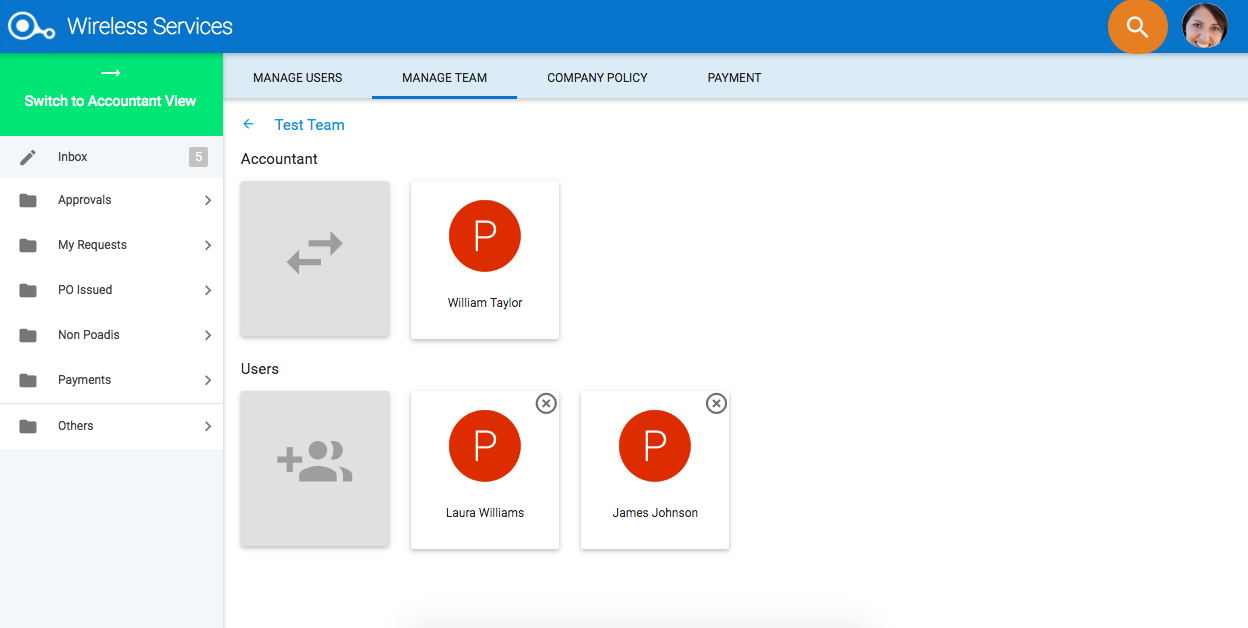 Wireless Services
Switch to Accountant View
MANAGE USERS
MANAGE TEAM
COMPANY POLICY
PAYMENT
Inbox
5
Approvals
My Requests
PO Issued
Non Poadis
Payments
Others
Test Team
Accountant
P
William Taylor
Users
P
Laura Williams
P
James Johnson